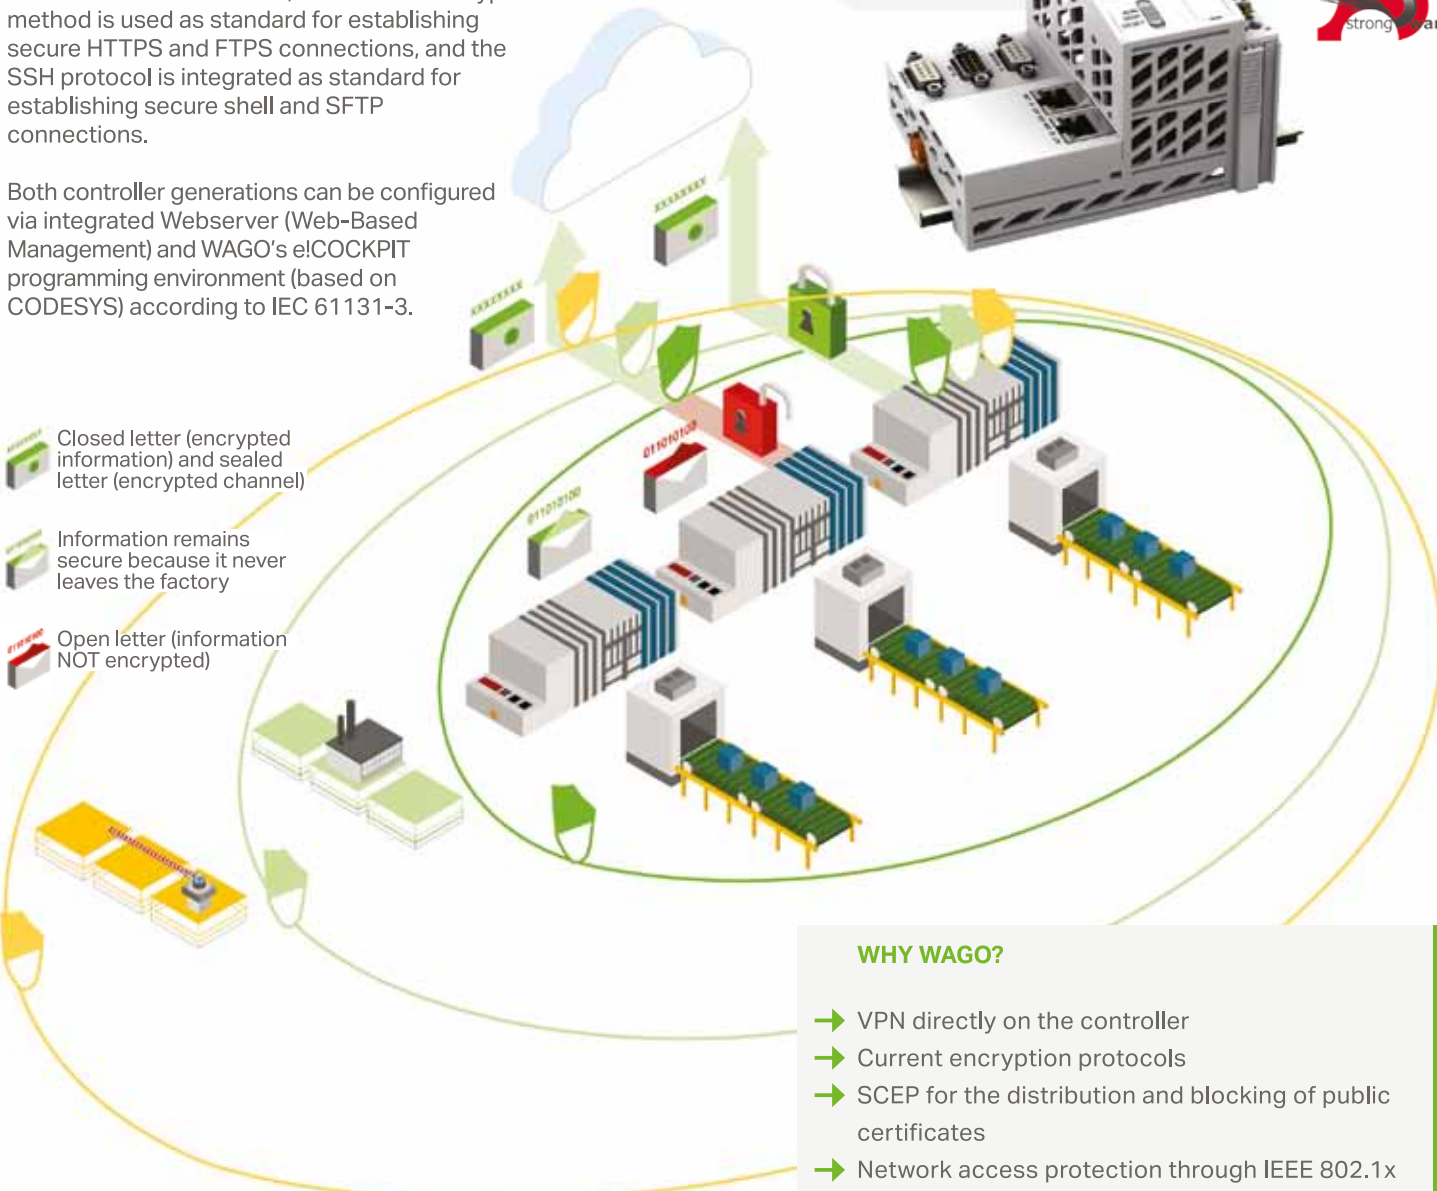 method is used as standard for establishing
secure HTTPS and FTPS connections, and the
SSH protocol is integrated as standard for
establishing secure shell and SFTP
connections.
Both controller generations can be configured
via integrated Webserver (Web-Based
Management) and WAGO's e!COCKPIT
programming environment (based on
CODESYS) according to IEC 61131-3.
strong
xxxxxxxx
xxxxxxxx
011010100
011010100
Closed letter (encrypted
information) and sealed
letter (encrypted channel)
Information remains
secure because it never
leaves the factory
Open letter (information
NOT encrypted)
WHY WAGO?
VPN directly on the controller
Current encryption protocols
SCEP for the distribution and blocking of public
certificates
Network access protection through IEEE 802.1x